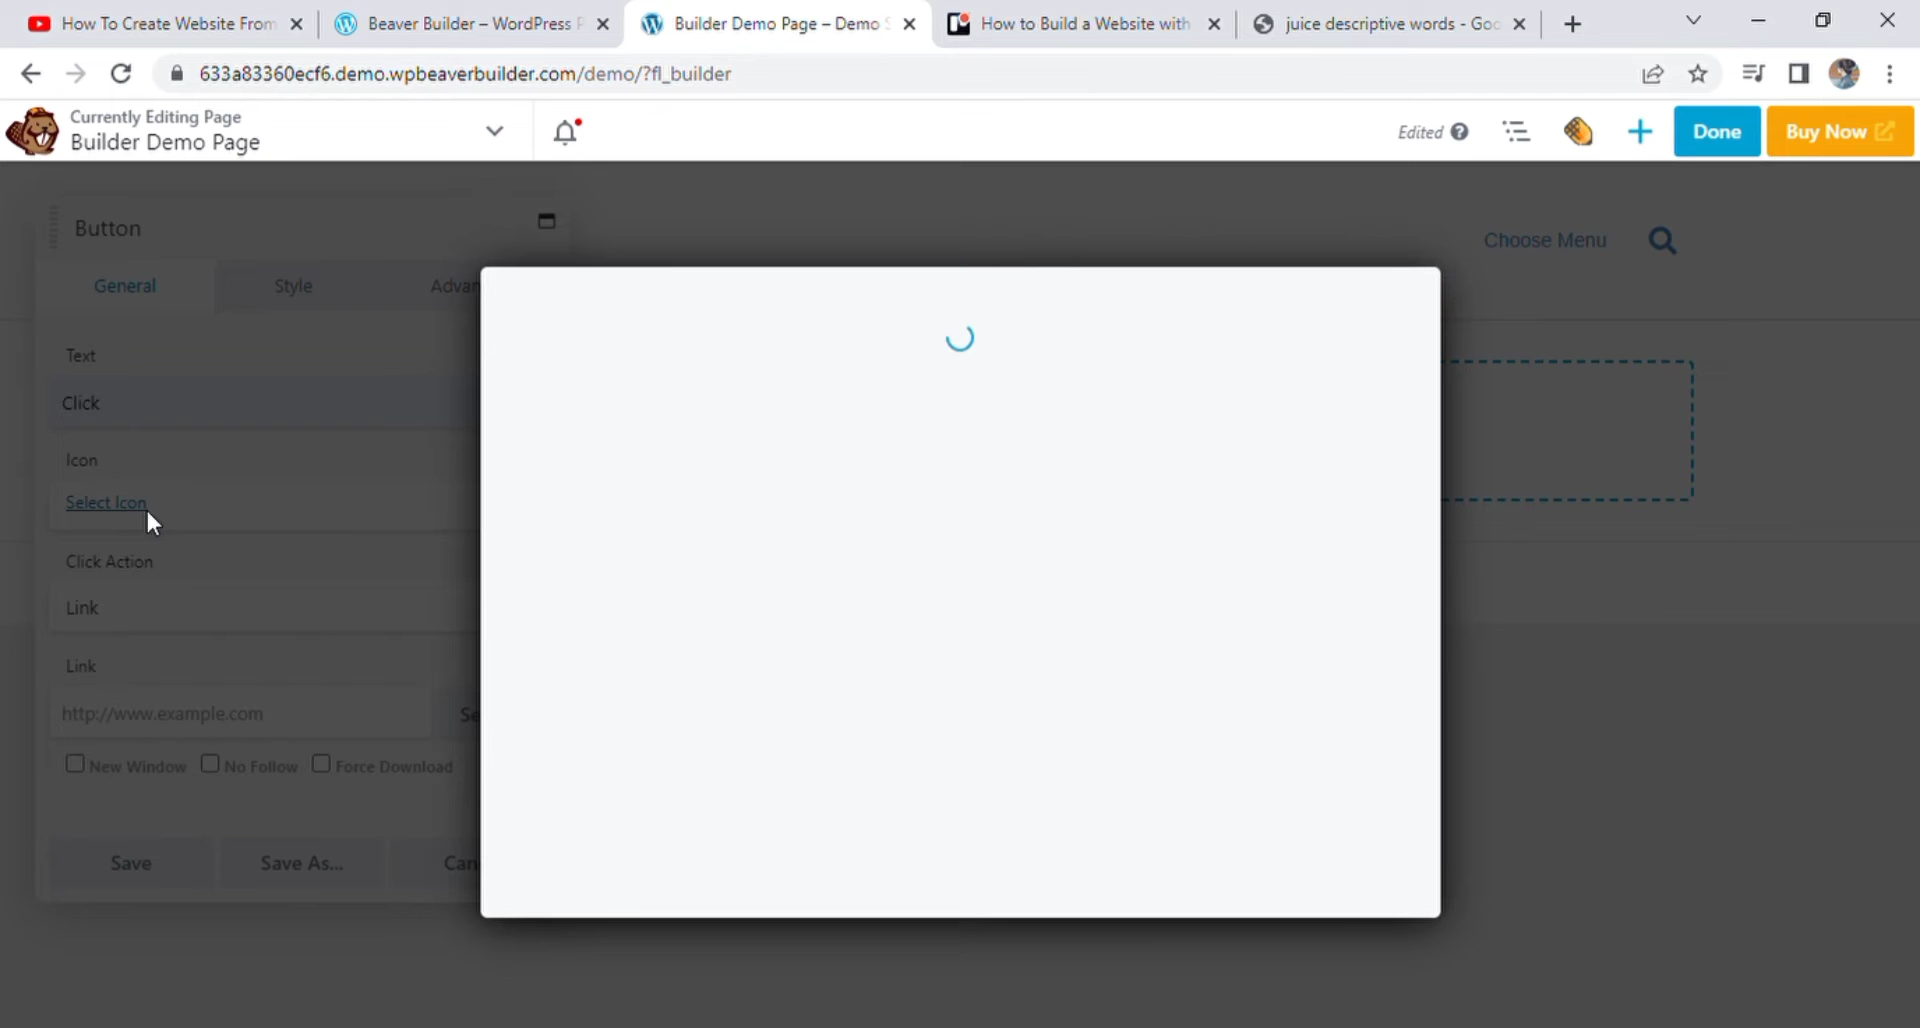 How To Create Website From
Beaver Builder – WordPress P
Builder Demo Page – Demo S
How to Build a Website with
juice descriptive words - Goo
633a83360ecf6.demo.wpbeaverbuilder.com/demo/?fl_builder
Currently Editing Page
Builder Demo Page
Edited
Done
Buy Now
Button
Choose Menu
General
Style
Advan
Text
Click
Icon
Select Icon
Click Action
Link
Link
http://www.example.com
Se
New Window
No Follow
Force Download
Save
Save As...
Can